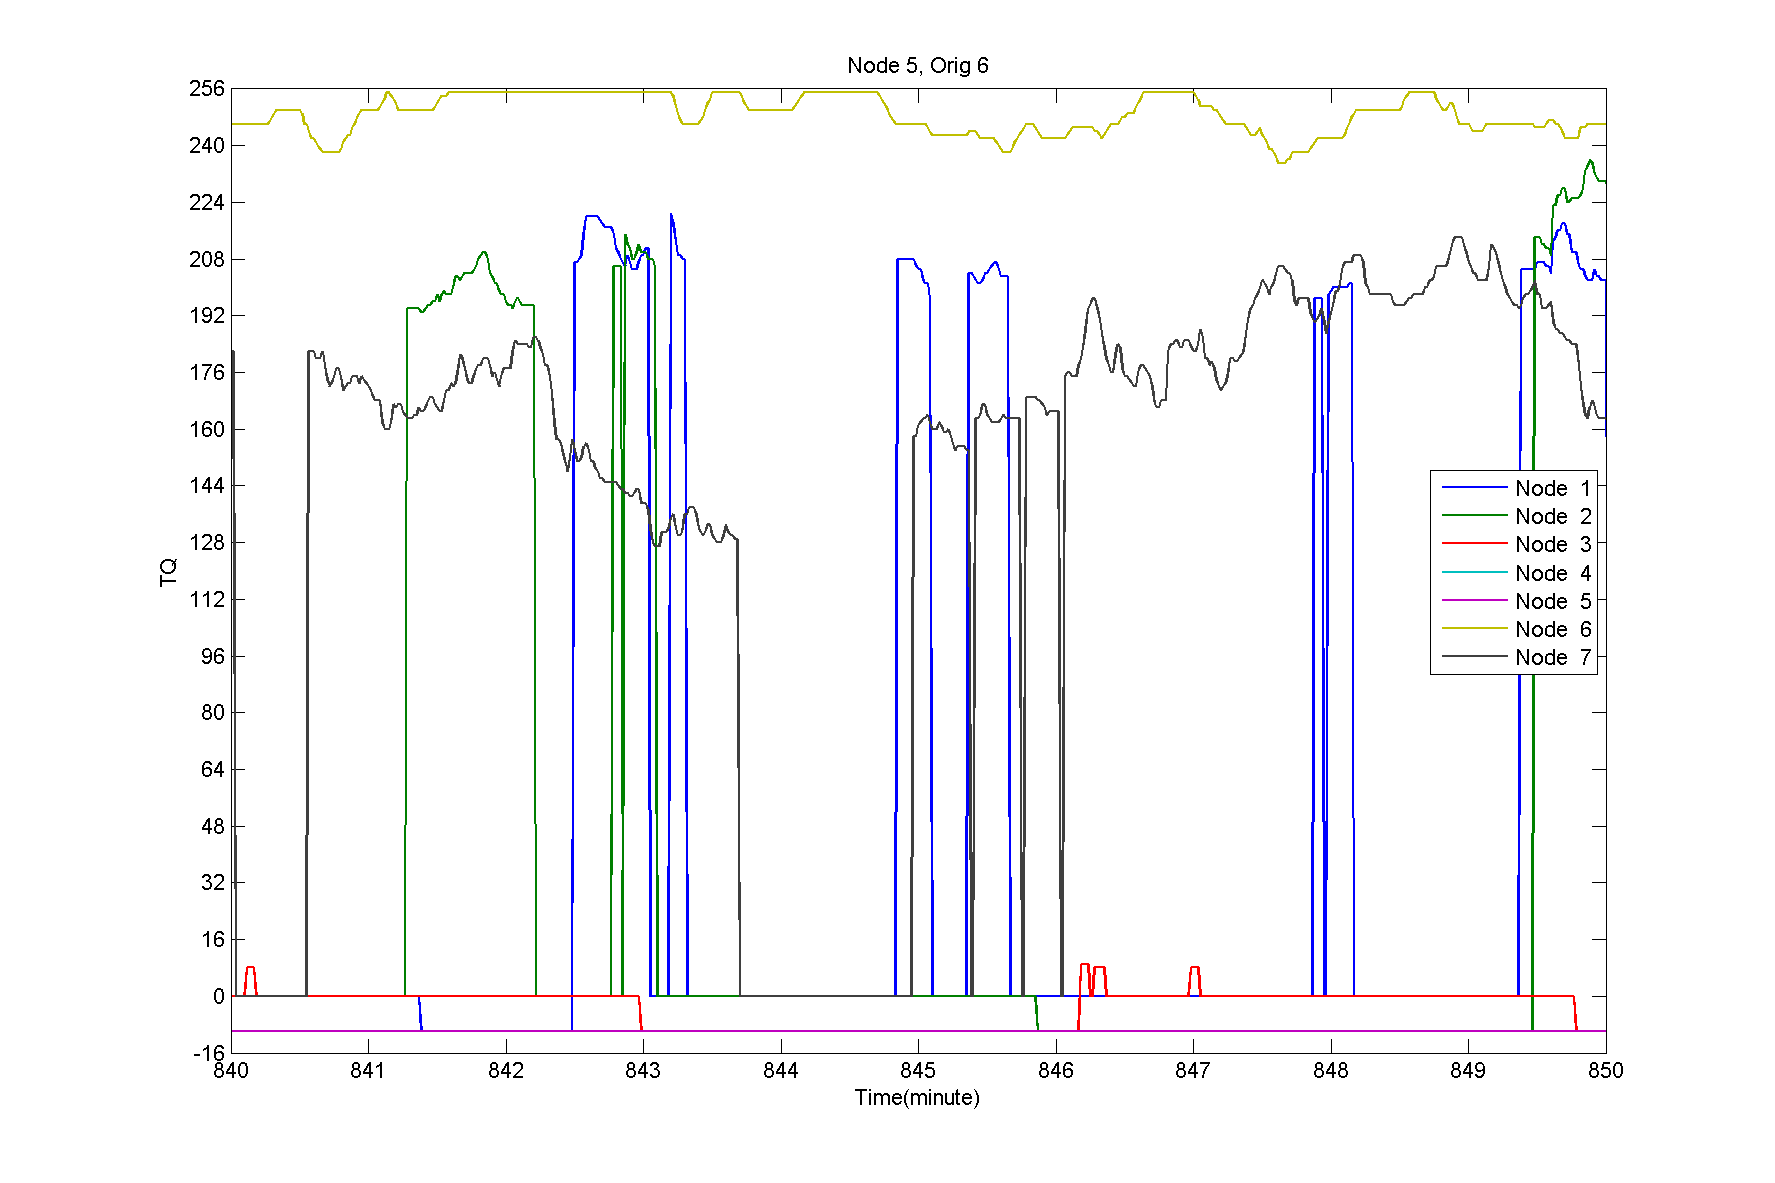 Node 5, Orig 6
256
240
224
208
192
176
160
144
128
112
96
80
64
48
32
16
0
-16
TQ
Node 1
Node 2
Node 3
Node 4
Node 5
Node 6
Node 7
840 841 842 843 844 845 846 847 848 849 850
Time(minute)